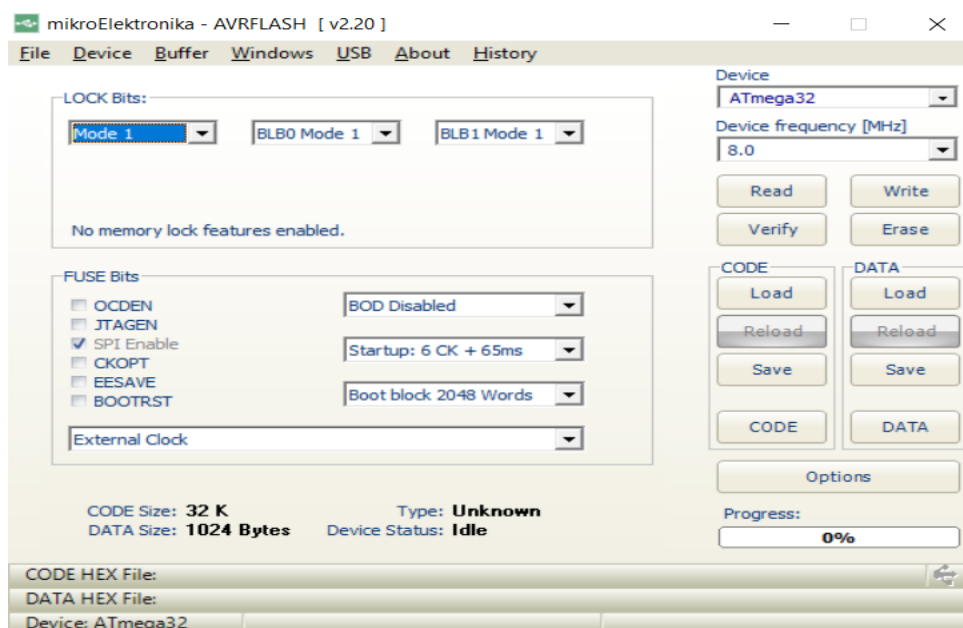 mikroElektronika - AVRFLASH [ v2.20 ]
File Device Buffer Windows USB About History
LOCK Bits:
Mode 1
BLB0 Mode 1
BLB1 Mode 1
No memory lock features enabled.
FUSE Bits
OCDEN
JTAGEN
SPI Enable
CKOPT
EESAVE
BOOTRST
BOD Disabled
Startup: 6 CK + 65ms
Boot block 2048 Words
External Clock
CODE Size: 32 K
DATA Size: 1024 Bytes
Type: Unknown
Device Status: Idle
Device
ATmega32
Device frequency [MHz]
8.0
Read Write
Verify Erase
CODE DATA
Load Load
Reload Reload
Save Save
CODE DATA
Options
Progress:
0%
CODE HEX File:
DATA HEX File:
Device: ATmega32